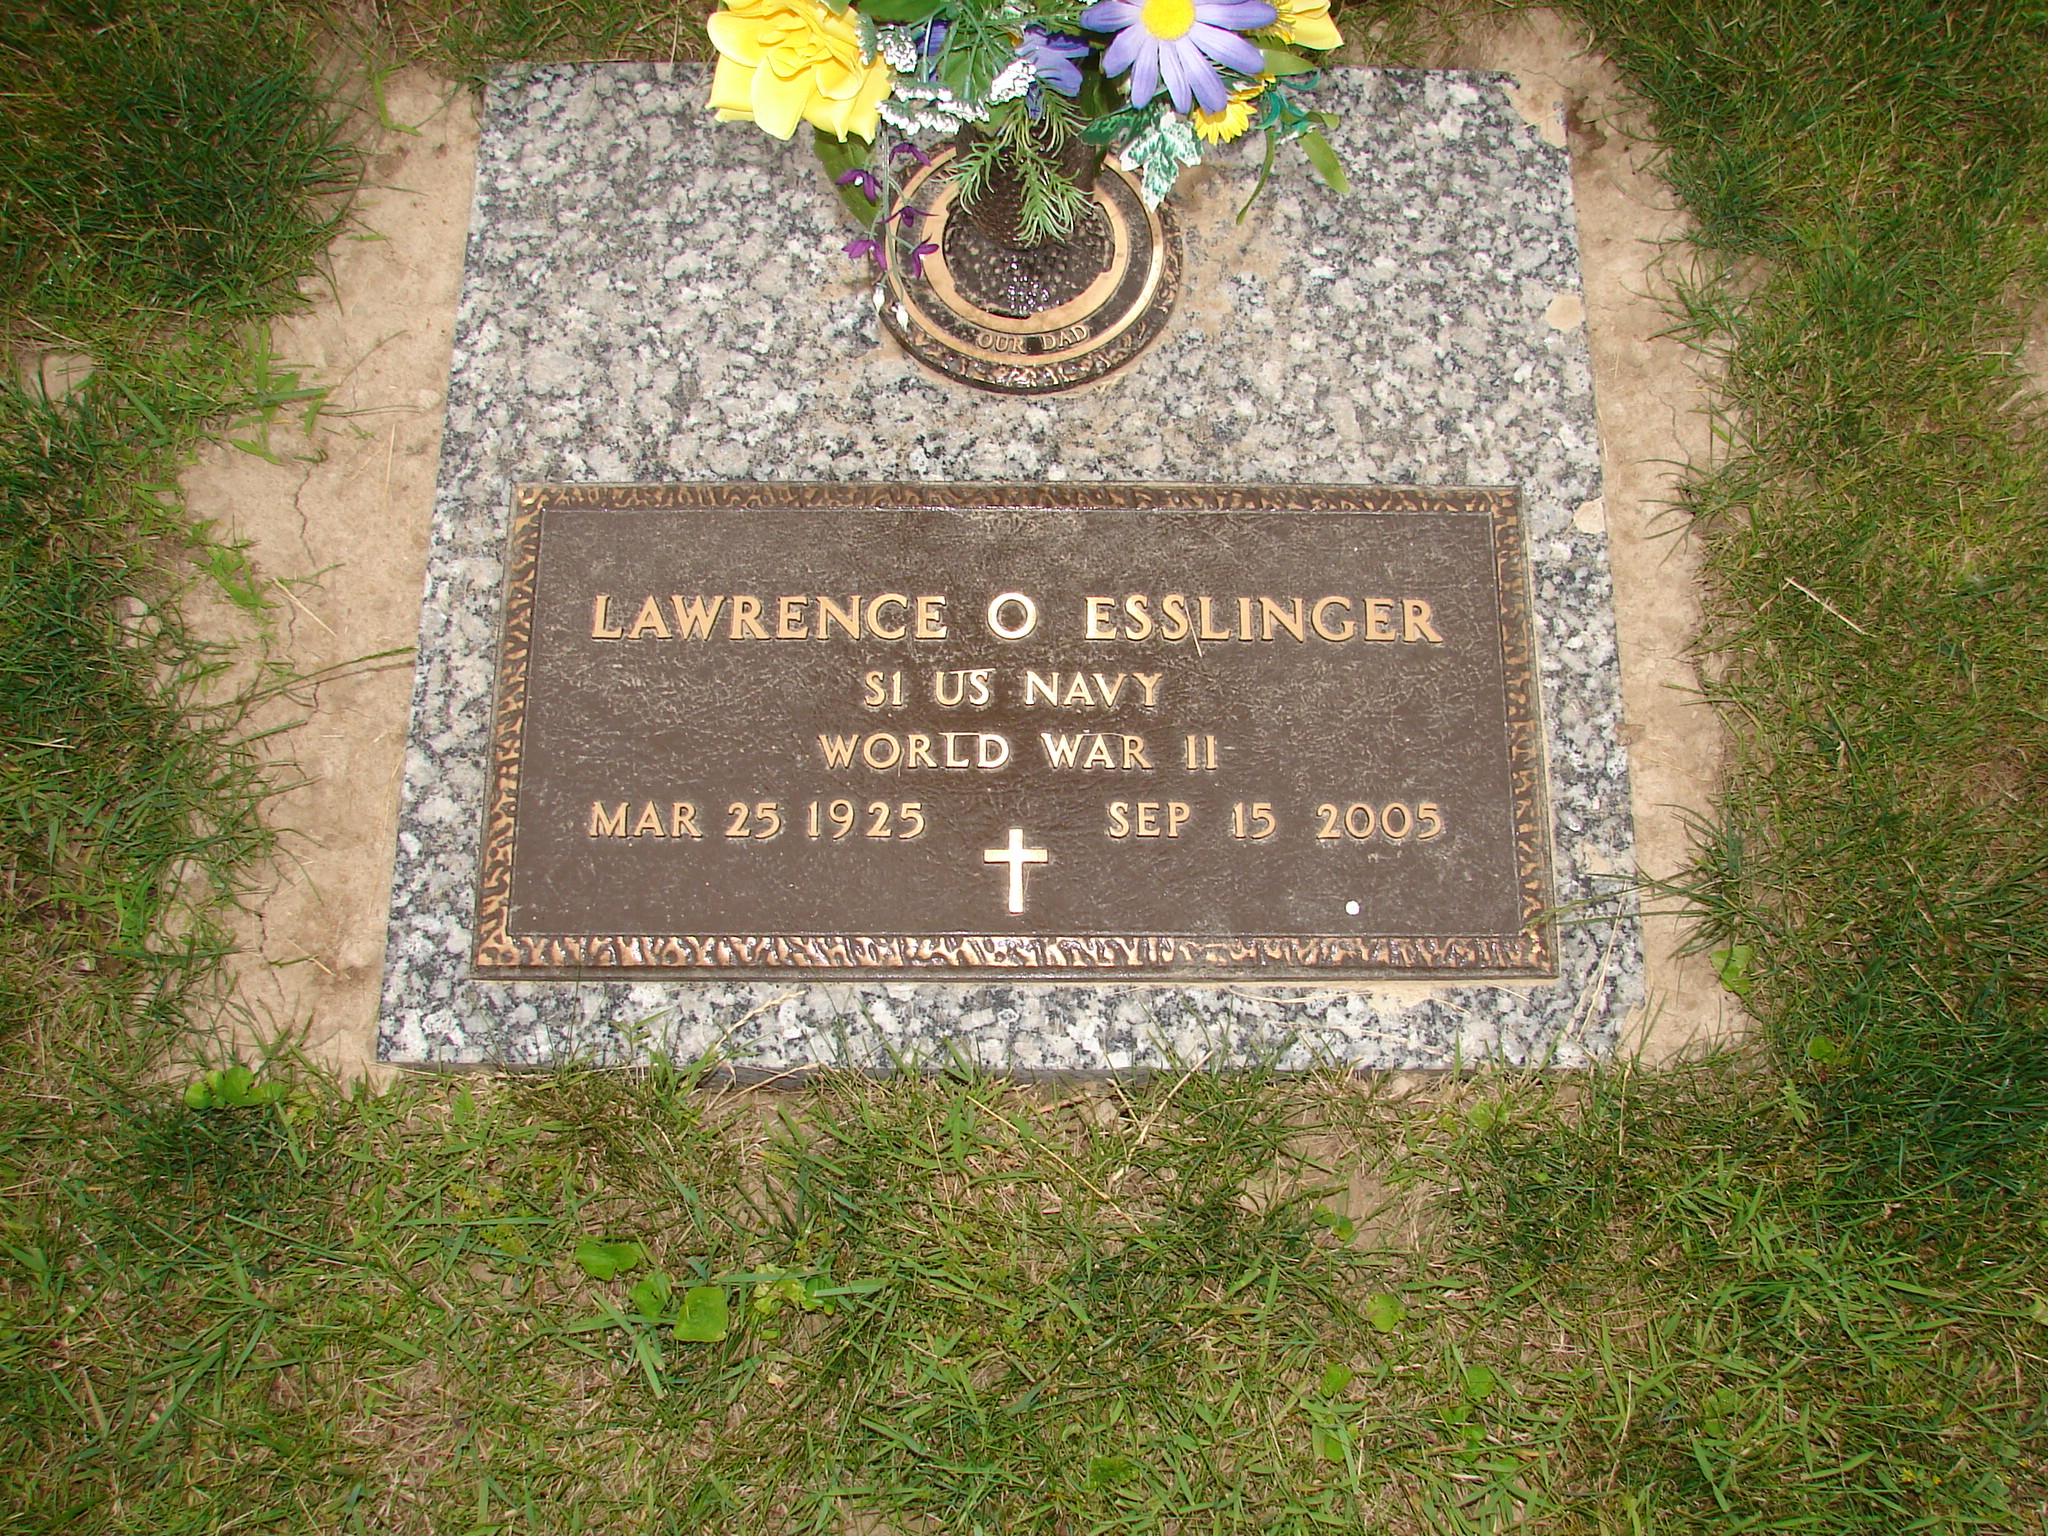 OUR DAD
LAWRENCE O ESSLINGER
S1 US NAVY
WORLD WAR II
MAR 25 1925 SEP 15 2005